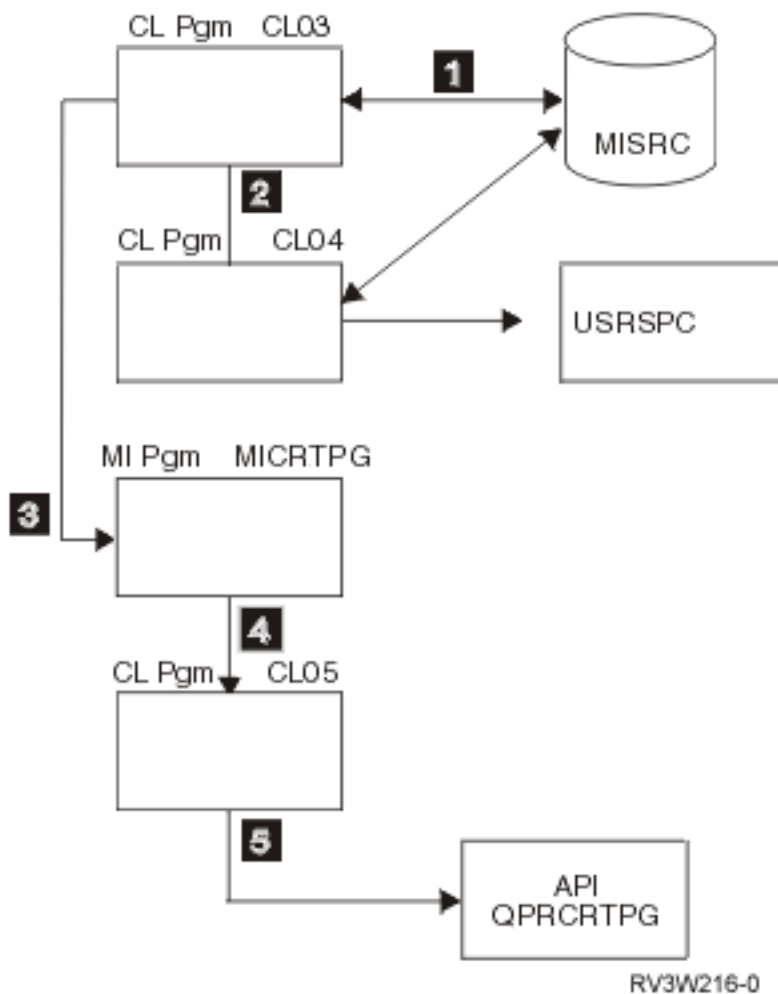 CL Pgm CL03
1
MISRC
2
CL Pgm CL04
USRSPC
MI Pgm MICRTPG
3
4
CL Pgm CL05
5
API
QPRCRTPG
RV3W216-0